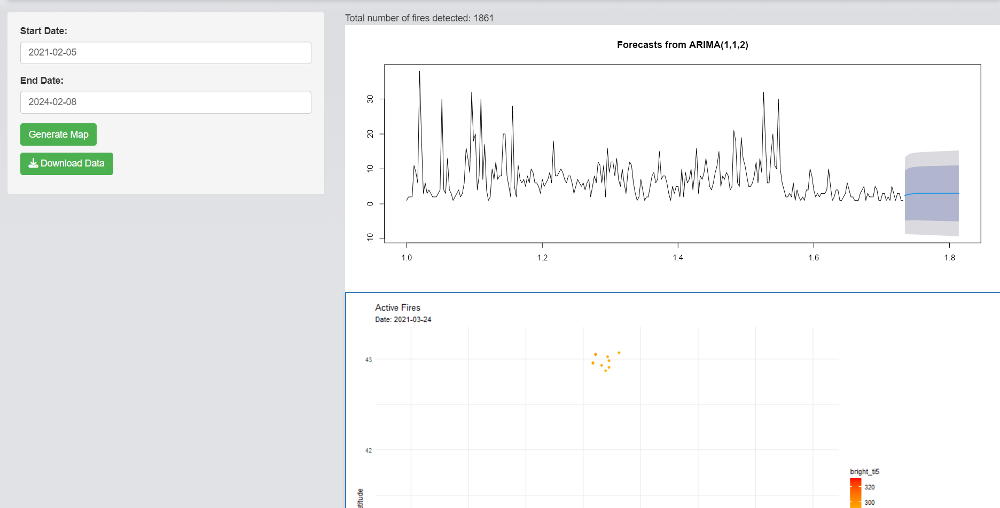 Start Date:
2021-02-05
End Date:
2024-02-08
Generate Map
Download Data
Total number of fires detected: 1861
Forecasts from ARIMA(1,1,2)
30
20
10
0
-10
1.0 1.2 1.4 1.6 1.8
Active Fires
Date: 2021-03-24
43
42
bright_ti5
320
300